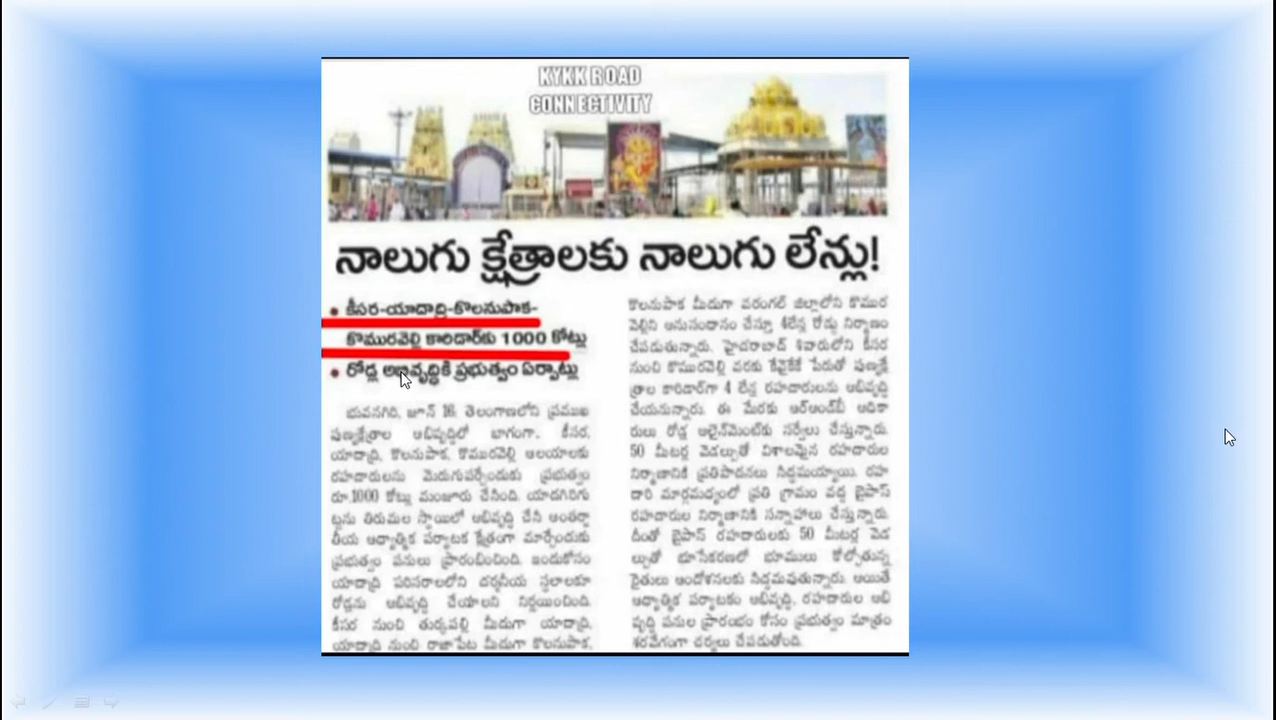 KYKK ROAD
CONNECTIVITY
నాలుగు క్షేత్రాలకు నాలుగు లేన్లు!
• కీసర-యాదాద్రి-కొలనుపాక-
కొమురవెల్లి కారిడార్‌కు 1000 కోట్లు
• రోడ్ల అభివృద్ధికి ప్రభుత్వం ఏర్పాట్లు
భువనగిరి, జూన్ 16: తెలంగాణలోని ప్రముఖ
పుణ్యక్షేత్రాల అభివృద్ధిలో భాగంగా.. కీసర,
యాదాద్రి, కొలనుపాక, కొమురవెల్లి ఆలయాలకు
రహదారులను మెరుగుపర్చేందుకు ప్రభుత్వం
రూ.1000 కోట్లు మంజూరు చేసింది. యాదగిరిగు
ట్టను తిరుమల స్థాయిలో అభివృద్ధి చేసి అంతర్జా
తీయ ఆధ్యాత్మిక పర్యాటక క్షేత్రంగా మార్చేందుకు
ప్రభుత్వం పనులు ప్రారంభించింది. ఇందుకోసం
యాదాద్రి పరిసరాలలోని దర్శనీయ స్థలాలకూ
రోడ్లను అభివృద్ధి చేయాలని నిర్ణయించింది.
కీసర నుంచి తుర్కపల్లి మీదుగా యాదాద్రి,
యాదాద్రి నుంచి రాజాపేట మీదుగా కొలనుపాక,
కొలనుపాక మీదుగా వరంగల్ జిల్లాలోని కొముర
వెల్లిని అనుసంధానం చేస్తూ 4లేన్ల రోడ్డు నిర్మాణం
చేపడుతున్నారు. హైదరాబాద్ శివారులోని కీసర
నుంచి కొమురవెల్లి వరకు కేవైకేకే పేరుతో పుణ్యక్షే
త్రాల కారిడార్‌గా 4 లేన్ల రహదారులను అభివృద్ధి
చేయనున్నారు. ఈ మేరకు ఆర్అండ్‌బీ అధికా
రులు రోడ్ల అలైన్‌మెంట్‌కు సర్వేలు చేస్తున్నారు.
50 మీటర్ల వెడల్పుతో విశాలమైన రహదారుల
నిర్మాణానికి ప్రతిపాదనలు సిద్ధమయ్యాయి. రహ
దారి మార్గమధ్యంలో ప్రతి గ్రామం వద్ద బైపాస్
రహదారుల నిర్మాణానికి సన్నాహాలు చేస్తున్నారు.
దీంతో బైపాస్ రహదారులకు 50 మీటర్ల వెడ
ల్పుతో భూసేకరణలో భూములు కోల్పోతున్న
రైతులు ఆందోళనలకు సిద్ధమవుతున్నారు. అయితే
ఆధ్యాత్మిక పర్యాటకం అభివృద్ధి, రహదారుల అభి
వృద్ధి పనుల ప్రారంభం కోసం ప్రభుత్వం మాత్రం
శరవేగంగా చర్యలు చేపడుతోంది.